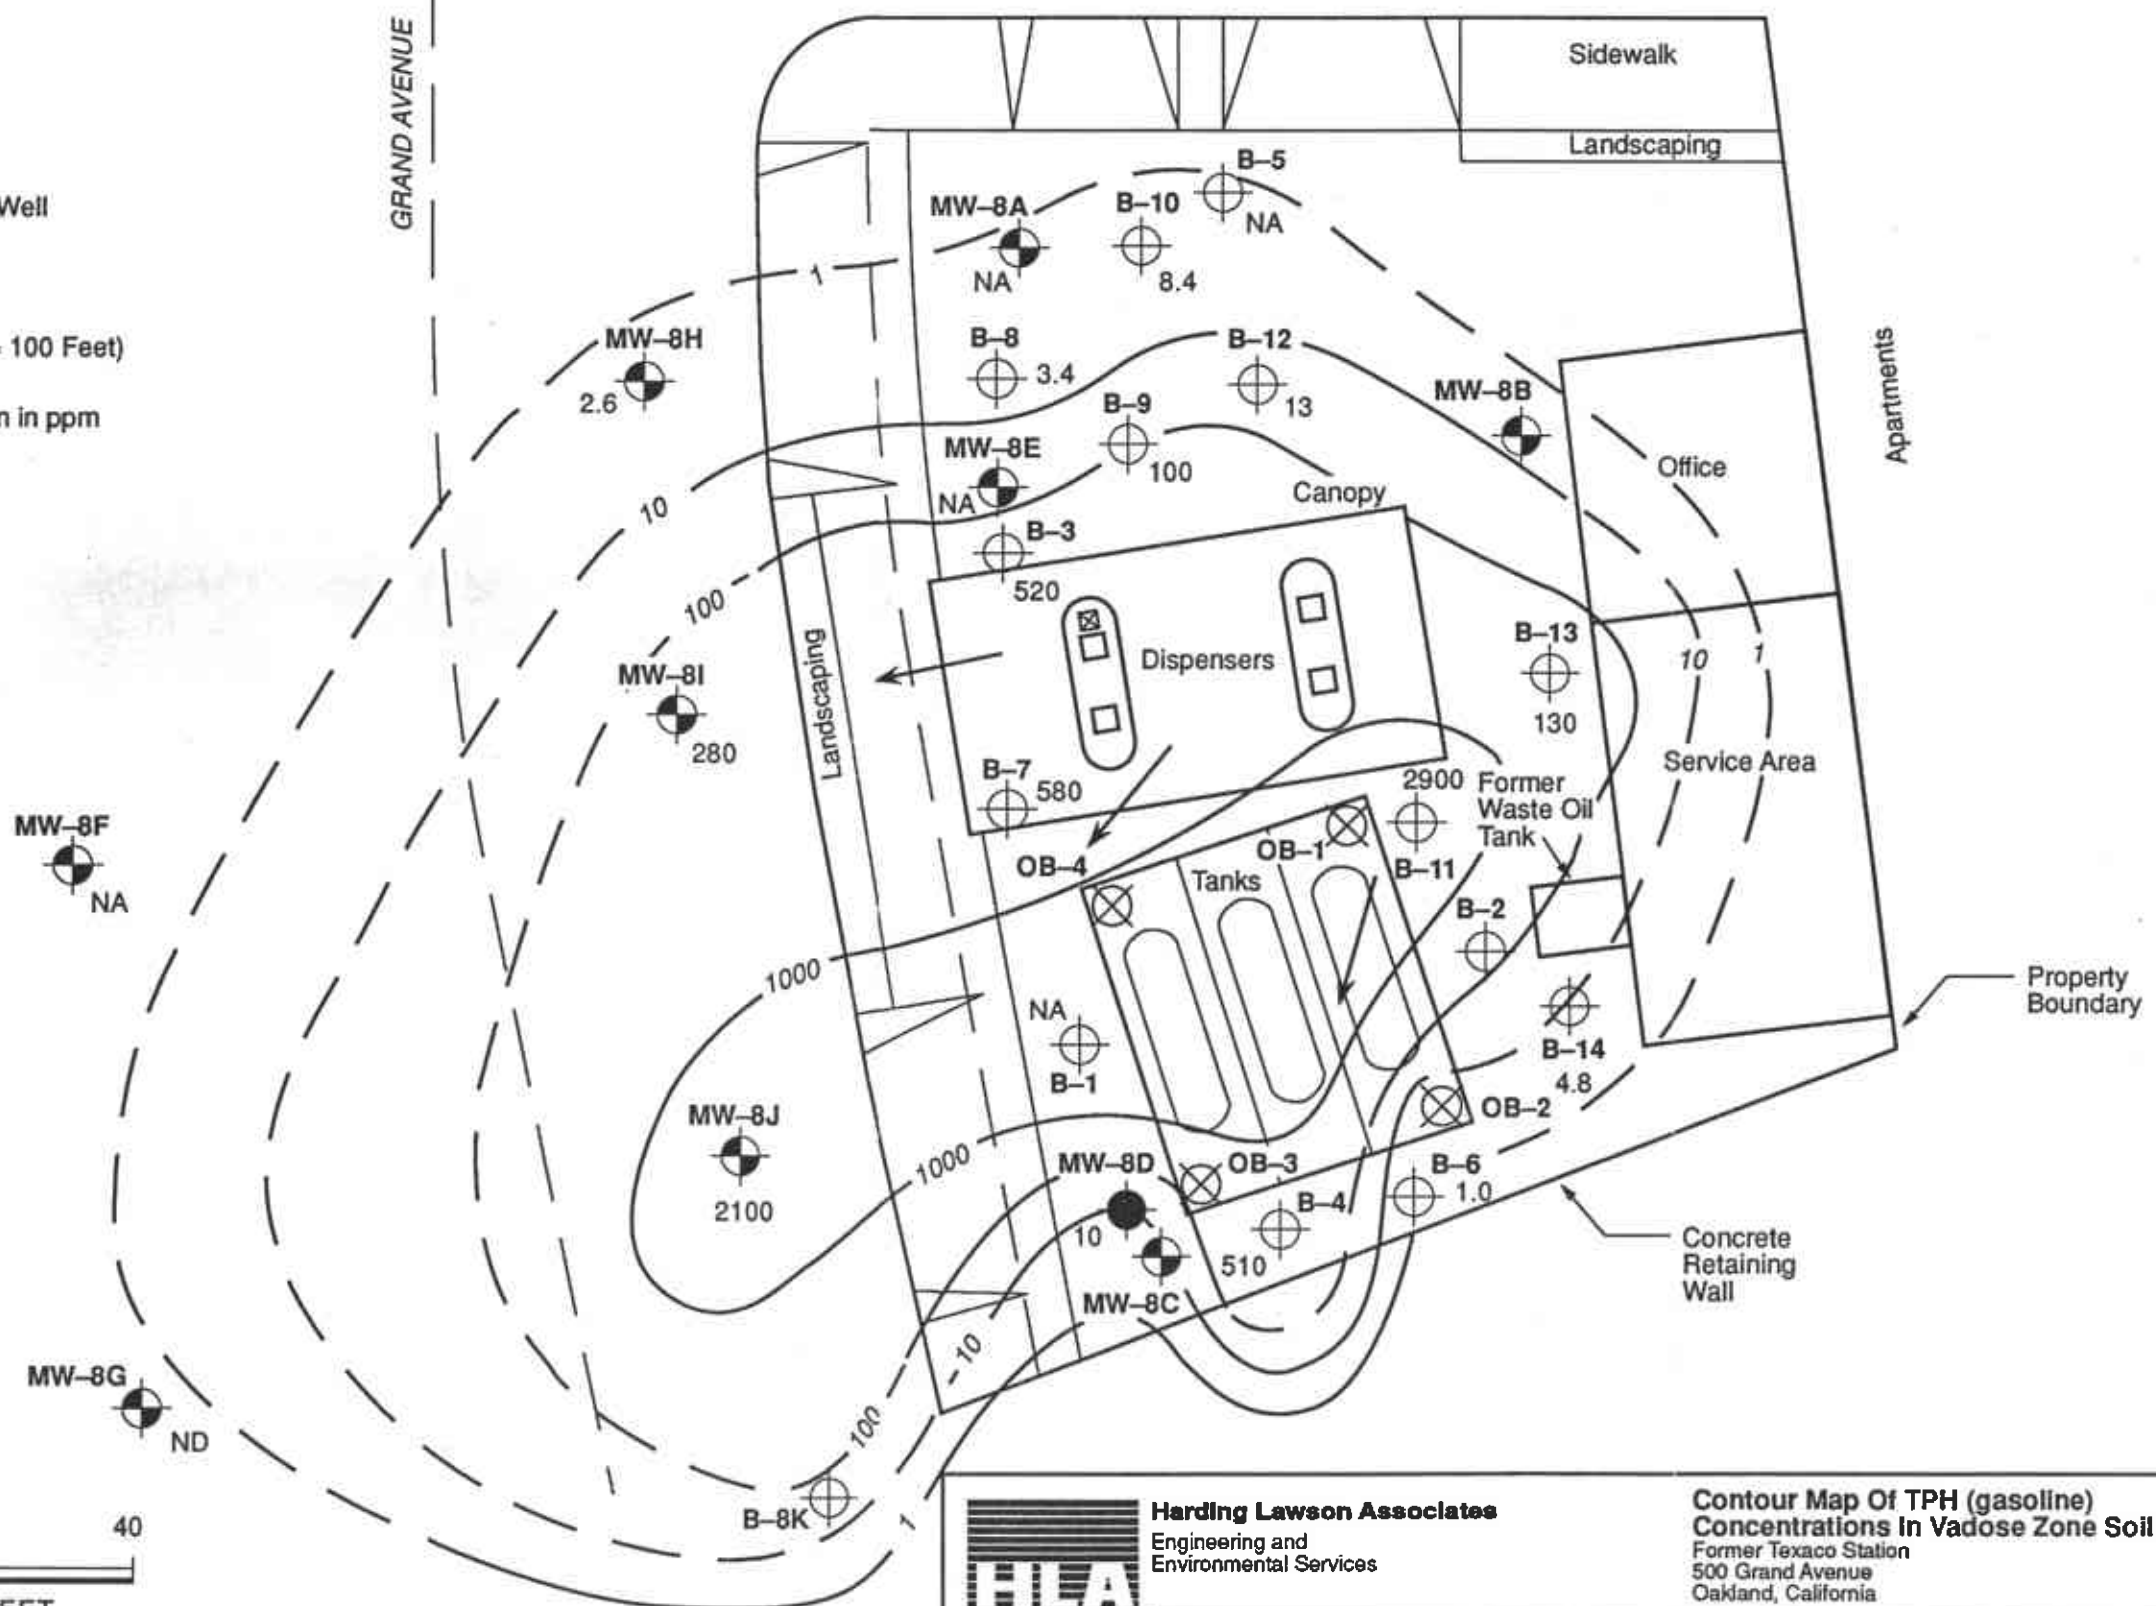 GRAND AVENUE
Sidewalk
Landscaping
B–5
NA
MW–8A
NA
B–10
8.4
Well
1
100 Feet)
MW–8H
2.6
B–8
3.4
B–12
13
MW–8B
Apartments
in ppm
B–9
100
MW–8E
NA
Office
Canopy
10
B–3
520
100
B–13
130
10
1
MW–8I
280
Landscaping
Dispensers
Service Area
B–7
580
2900
B–11
Former
Waste Oil
Tank
MW–8F
NA
OB–4
OB–1
Tanks
B–2
1000
NA
B–1
Property
Boundary
B–14
4.8
OB–2
MW–8J
2100
1000
MW–8D
10
OB–3
B–6
1.0
B–4
510
MW–8C
Concrete
Retaining
Wall
10
MW–8G
ND
100
B–8K
1
40
FEET
HLA
Harding Lawson Associates
Engineering and
Environmental Services
Contour Map Of TPH (gasoline)
Concentrations In Vadose Zone Soil
Former Texaco Station
500 Grand Avenue
Oakland, California